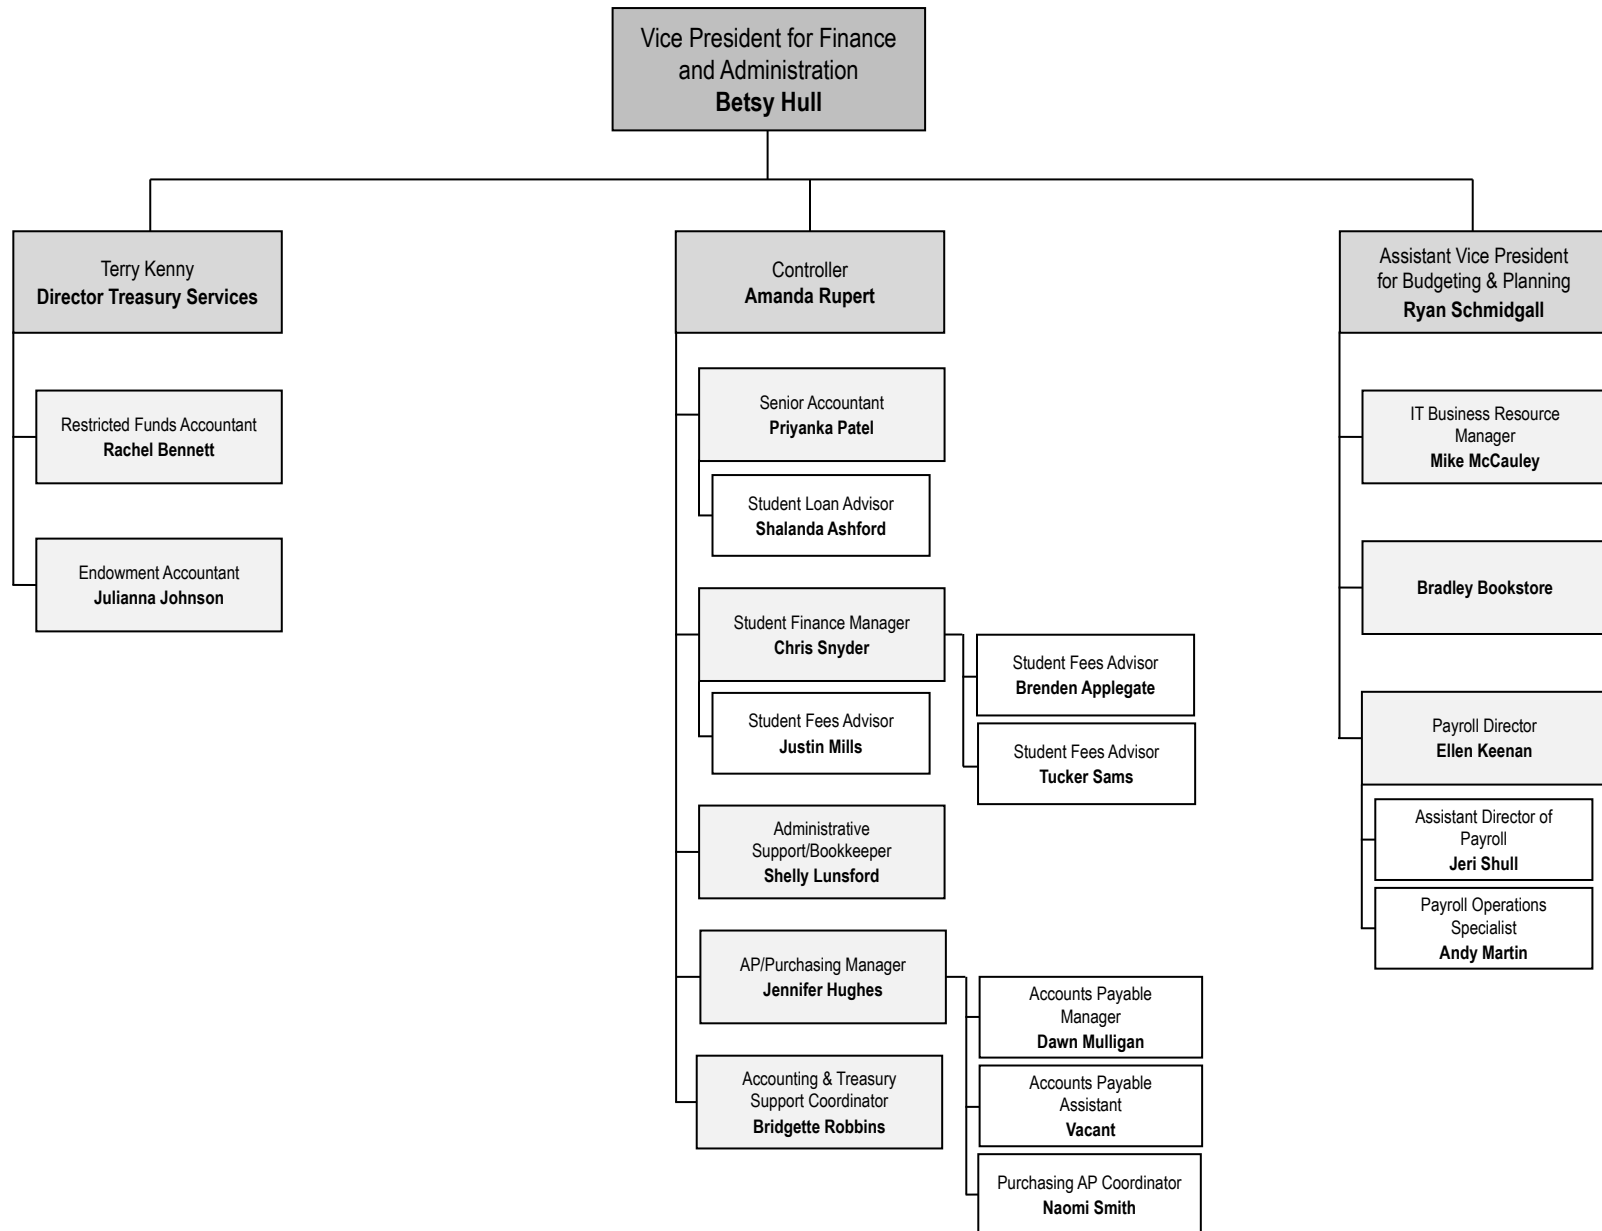 Vice President for Finance
and Administration
Betsy Hull
Terry Kenny
Director Treasury Services
Restricted Funds Accountant
Rachel Bennett
Endowment Accountant
Julianna Johnson
Controller
Amanda Rupert
Senior Accountant
Priyanka Patel
Student Loan Advisor
Shalanda Ashford
Student Finance Manager
Chris Snyder
Student Fees Advisor
Justin Mills
Student Fees Advisor
Brenden Applegate
Student Fees Advisor
Tucker Sams
Administrative
Support/Bookkeeper
Shelly Lunsford
AP/Purchasing Manager
Jennifer Hughes
Accounts Payable
Manager
Dawn Mulligan
Accounts Payable
Assistant
Vacant
Purchasing AP Coordinator
Naomi Smith
Accounting & Treasury
Support Coordinator
Bridgette Robbins
Assistant Vice President
for Budgeting & Planning
Ryan Schmidgall
IT Business Resource
Manager
Mike McCauley
Bradley Bookstore
Payroll Director
Ellen Keenan
Assistant Director of
Payroll
Jeri Shull
Payroll Operations
Specialist
Andy Martin